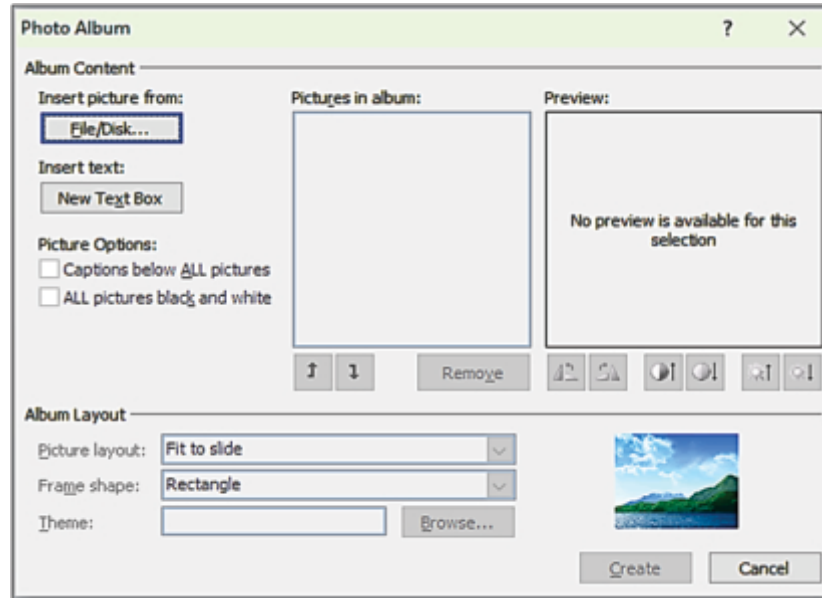 Photo Album ?
Album Content
Insert picture from:
File/Disk...
Insert text:
New Text Box
Picture Options:
Captions below ALL pictures
ALL pictures black and white
Pictures in album:
Remove
Preview:
No preview is available for this
selection
Album Layout
Picture layout: Fit to slide
Frame shape: Rectangle
Theme:
Browse...
Create Cancel